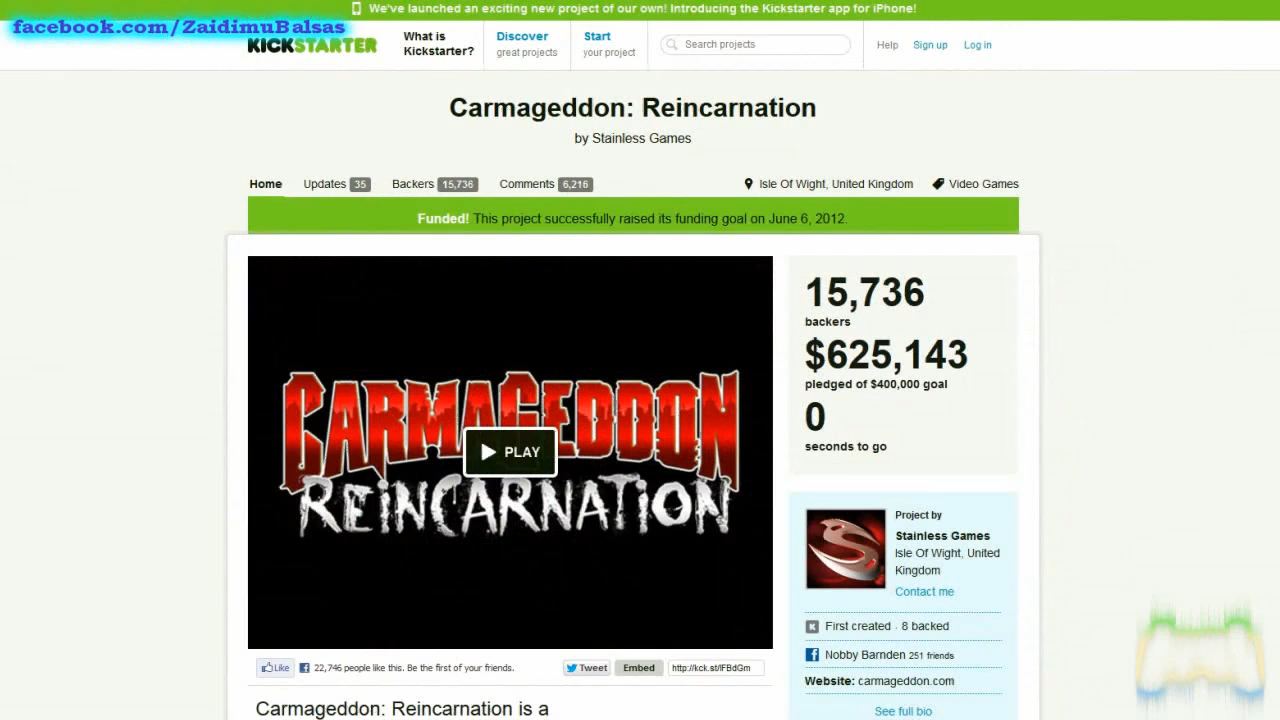 We've launched an exciting new project of our own! Introducing the Kickstarter app for iPhone!
facebook.com/ZaidimuBalsas
KICKSTARTER
What is Kickstarter?
Discover
great projects
Start
your project
Search projects
Help Sign up Log in
Carmageddon: Reincarnation
by Stainless Games
Home Updates 35 Backers 15,736 Comments 6,216 Isle Of Wight, United Kingdom Video Games
Funded! This project successfully raised its funding goal on June 6, 2012.
CARMAGEDDON
REINCARNATION
PLAY
15,736
backers
$625,143
pledged of $400,000 goal
0
seconds to go
Project by
Stainless Games
Isle Of Wight, United
Kingdom
Contact me
First created · 8 backed
Nobby Barnden 251 friends
Website: carmageddon.com
See full bio
Like 22,746 people like this. Be the first of your friends. Tweet Embed http://kck.st/IFBdGm
Carmageddon: Reincarnation is a